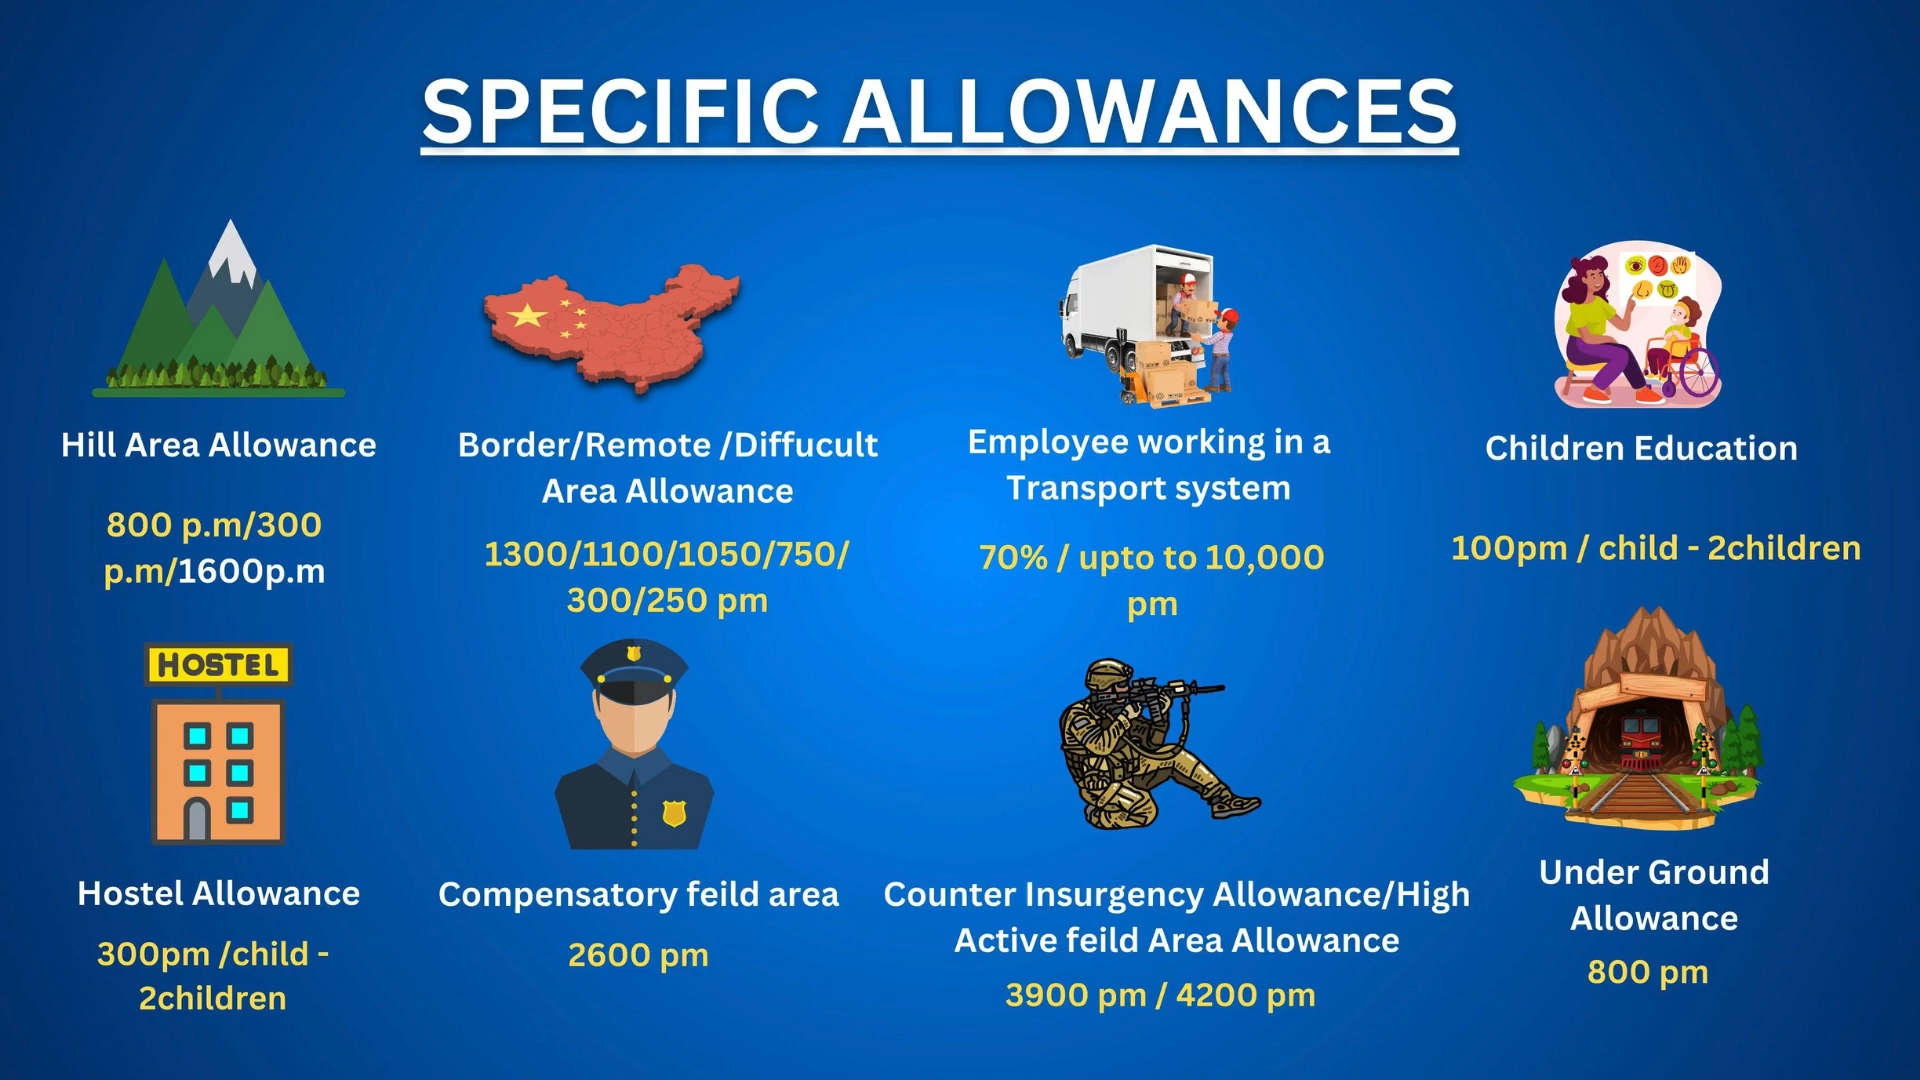 SPECIFIC ALLOWANCES
Hill Area Allowance
800 p.m/300
p.m/1600p.m
Border/Remote /Diffucult
Area Allowance
1300/1100/1050/750/
300/250 pm
Employee working in a
Transport system
70% / upto to 10,000
pm
Children Education
100pm / child - 2children
HOSTEL
Hostel Allowance
300pm /child -
2children
Compensatory feild area
2600 pm
Counter Insurgency Allowance/High
Active feild Area Allowance
3900 pm / 4200 pm
Under Ground
Allowance
800 pm